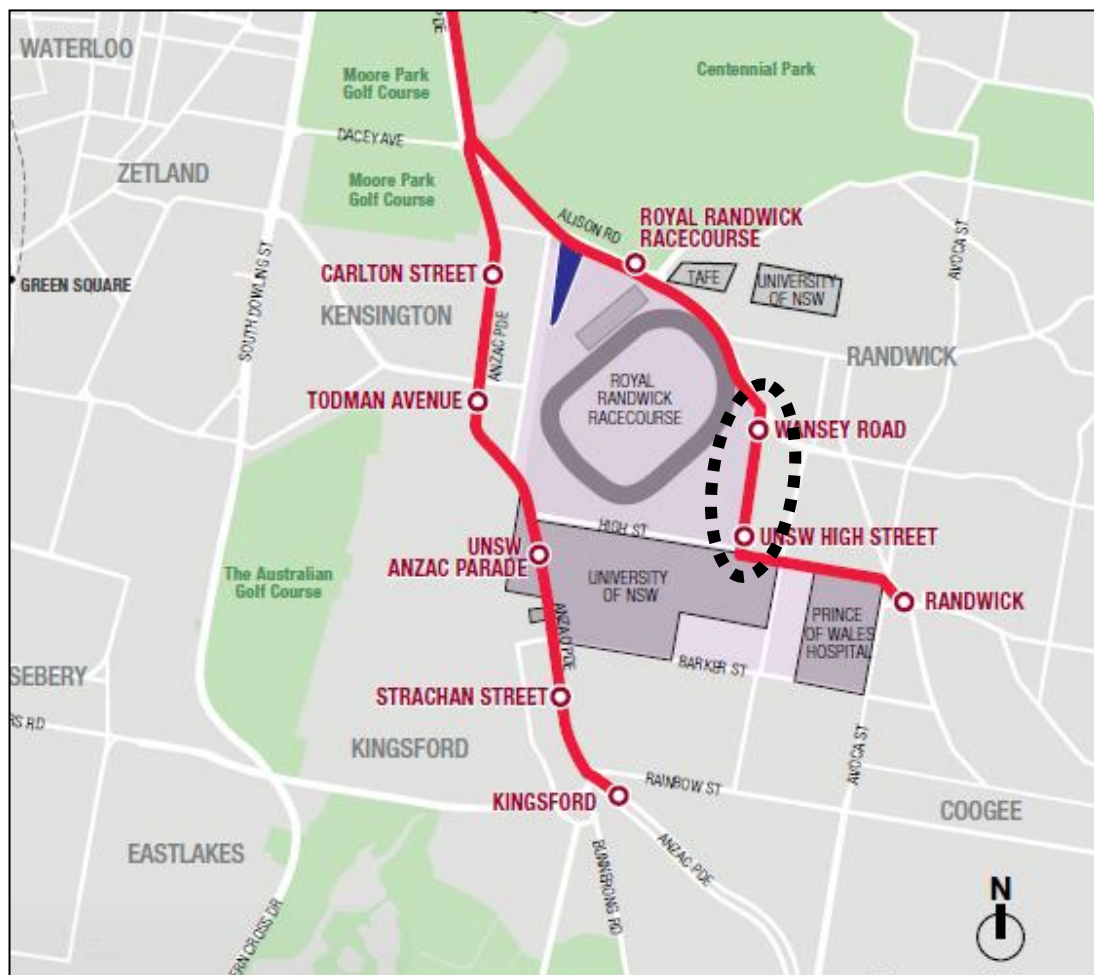 WATERLOO
PDE
Moore Park
Golf Course
Centennial Park
DACEY AVE
ZETLAND
Moore Park
Golf Course
AVOCA ST
ALISON RD
ROYAL RANDWICK
RACECOURSE
TAFE
UNIVERSITY
OF NSW
GREEN SQUARE
SOUTH DOWLING ST
CARLTON STREET
KENSINGTON
ANZAC PDE
RANDWICK
ROYAL
RANDWICK
RACECOURSE
TODMAN AVENUE
WANSEY ROAD
HIGH ST
UNSW HIGH STREET
UNSW
ANZAC PARADE
The Australian
Golf Course
UNIVERSITY
OF NSW
RANDWICK
PRINCE
OF WALES
HOSPITAL
ANZAC PDE
BARKER ST
SEBERY
STRACHAN STREET
RS RD
KINGSFORD
AVOCA ST
RAINBOW ST
KINGSFORD
COOGEE
ANZAC PDE
EASTLAKES
BUNNERONG RD
N
ERN CROSS DR